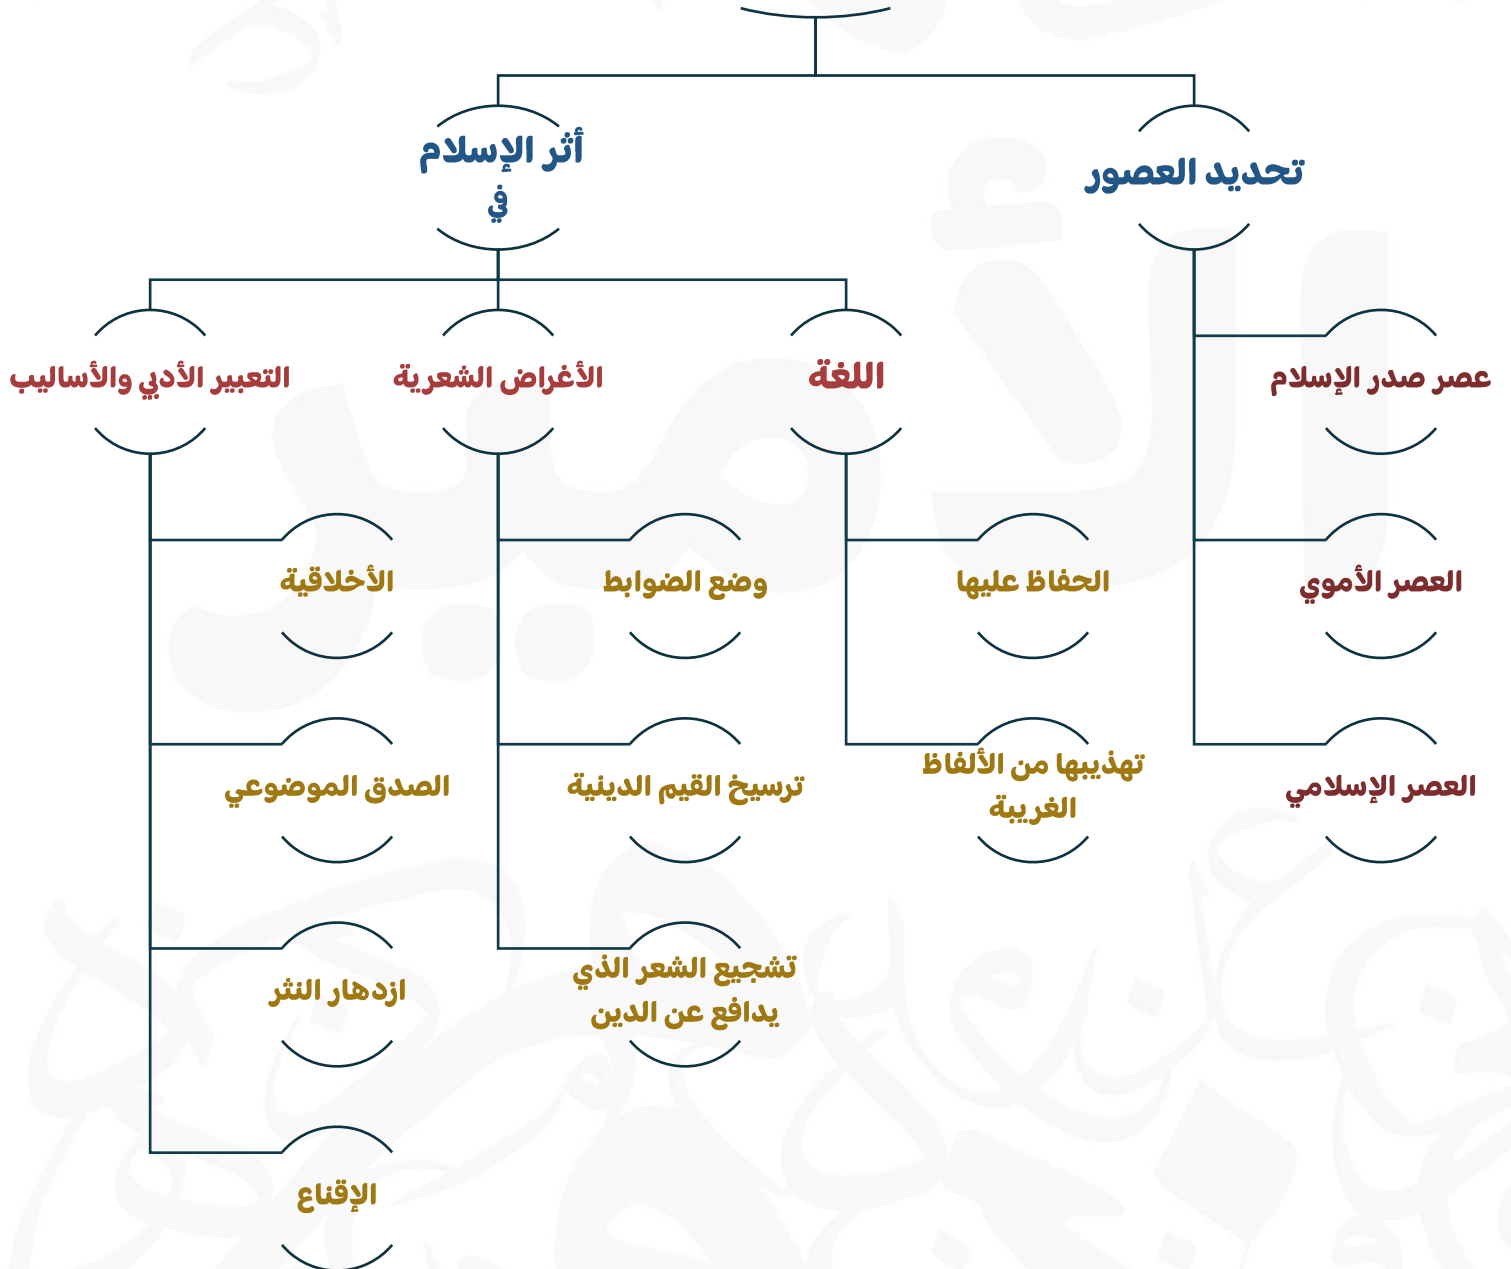 تحديد العصور
عصر صدر الإسلام
العصر الأموي
العصر الإسلامي
أثر الإسلام
في
اللغة
الحفاظ عليها
تهذيبها من الألفاظ
الغريبة
الأغراض الشعرية
وضع الضوابط
ترسيخ القيم الدينية
تشجيع الشعر الذي
يدافع عن الدين
التعبير الأدبي والأساليب
الأخلاقية
الصدق الموضوعي
ازدهار النثر
الإقناع
الأمير